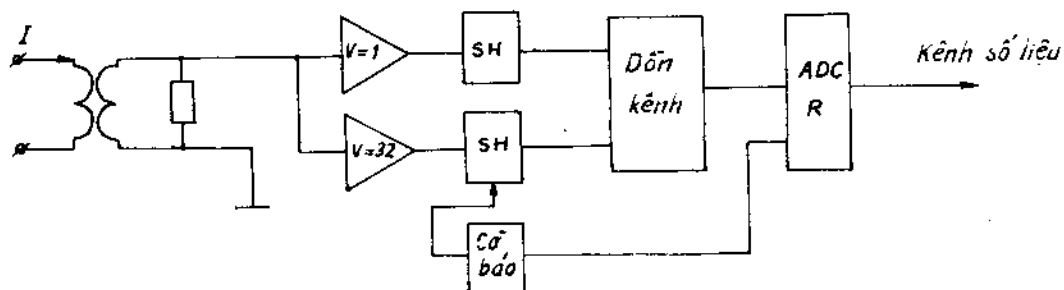 I
V=1
SH
Dồn
kênh
ADC
R
Kênh số liệu
V=32
SH
Cờ
báo